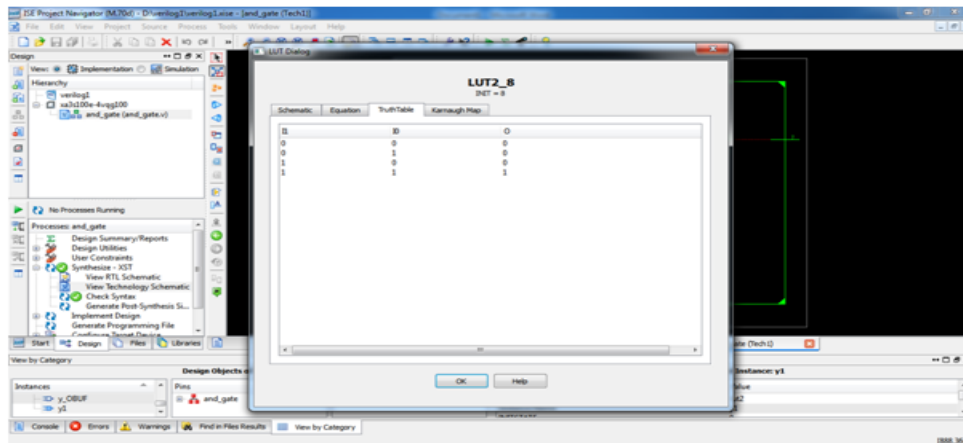 ISE Project Navigator (M.70d) - D:\verilog1\verilog1.xise - [and_gate (Tech1)]
File Edit View Project Source Process Tools Window Layout Help
Design
View: Implementation Simulation
Hierarchy
verilog1
xa3s100e-4vqg100
and_gate (and_gate.v)
No Processes Running
Processes: and_gate
Design Summary/Reports
Design Utilities
User Constraints
Synthesize - XST
View RTL Schematic
View Technology Schematic
Check Syntax
Generate Post-Synthesis Si...
Implement Design
Generate Programming File
Configure Target Device
Start Design Files Libraries
LUT Dialog
LUT2_8
INIT = 8
Schematic Equation TruthTable Karnaugh Map
I1 I0 O
0 0 0
0 1 0
1 0 0
1 1 1
OK Help
ate (Tech1)
View by Category
Design Objects o
Instance: y1
Instances
Pins
y_OBUF
and_gate
y1
Console Errors Warnings Find in Files Results View by Category